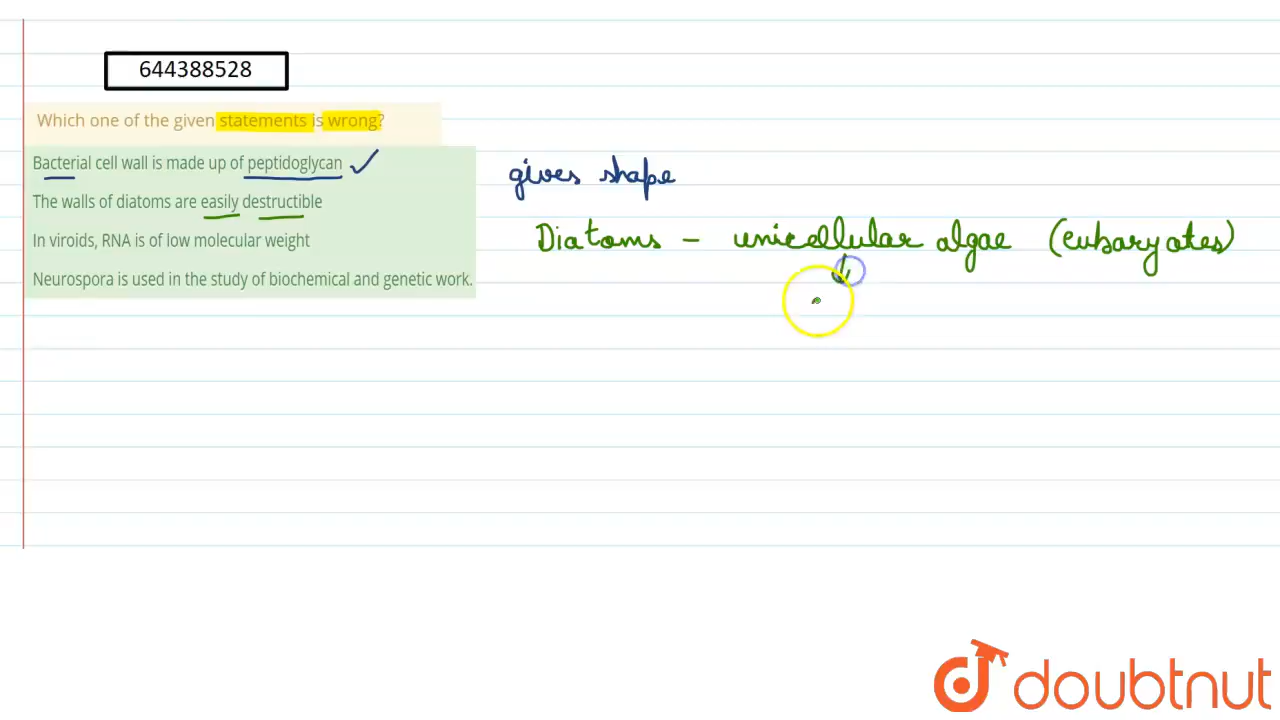 644388528
Which one of the given statements is wrong?
Bacterial cell wall is made up of peptidoglycan
gives shape
The walls of diatoms are easily destructible
Diatoms - unicellular algae (eubaryotes)
In viroids, RNA is of low molecular weight
Neurospora is used in the study of biochemical and genetic work.
doubtnut